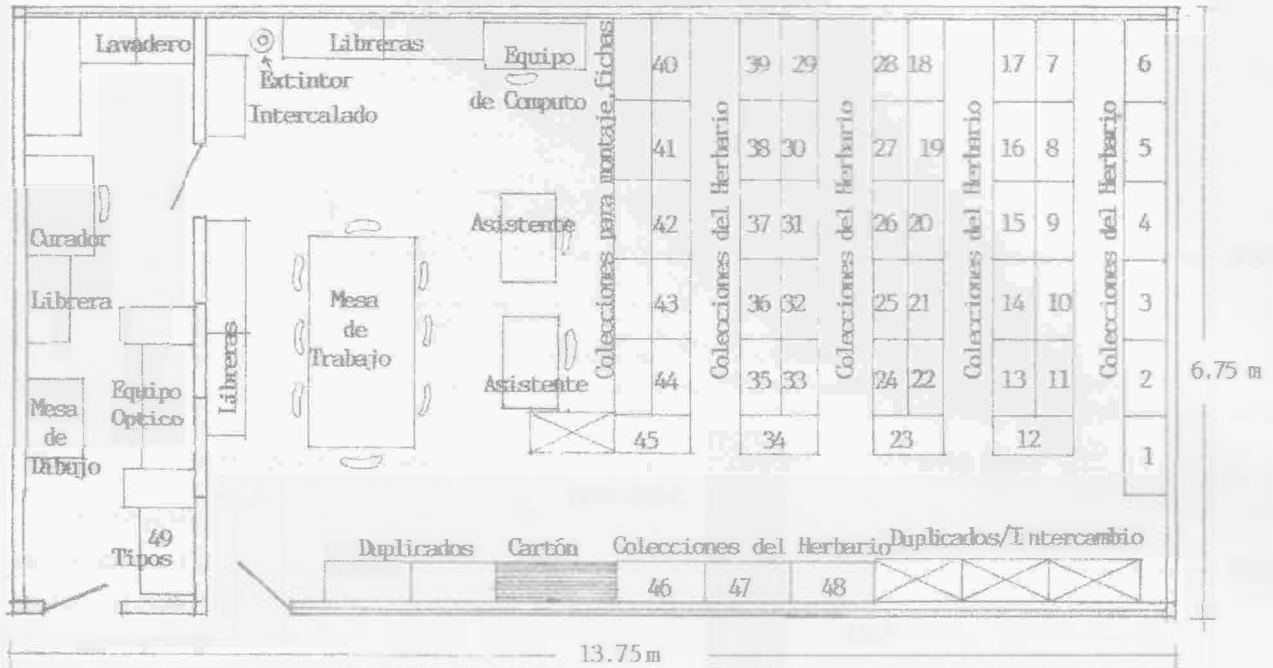 Lavadero
Extintor
Intercalado
Libreras
Equipo
de Computo
Curador
Librera
Mesa
de
Dibujo
Equipo
Optico
49
Tipos
Libreras
Mesa
de
Trabajo
Asistente
Asistente
Colecciones para montaje, fichas
40
41
42
43
44
45
Colecciones del Herbario
39 29
38 30
37 31
36 32
35 33
34
Colecciones del Herbario
28 18
27 19
26 20
25 21
24 22
23
Colecciones del Herbario
17 7
16 8
15 9
14 10
13 11
12
Colecciones del Herbario
6
5
4
3
2
1
6.75 m
Duplicados
Cartón
Colecciones del Herbario
46 47 48
Duplicados/Intercambio
13.75 m